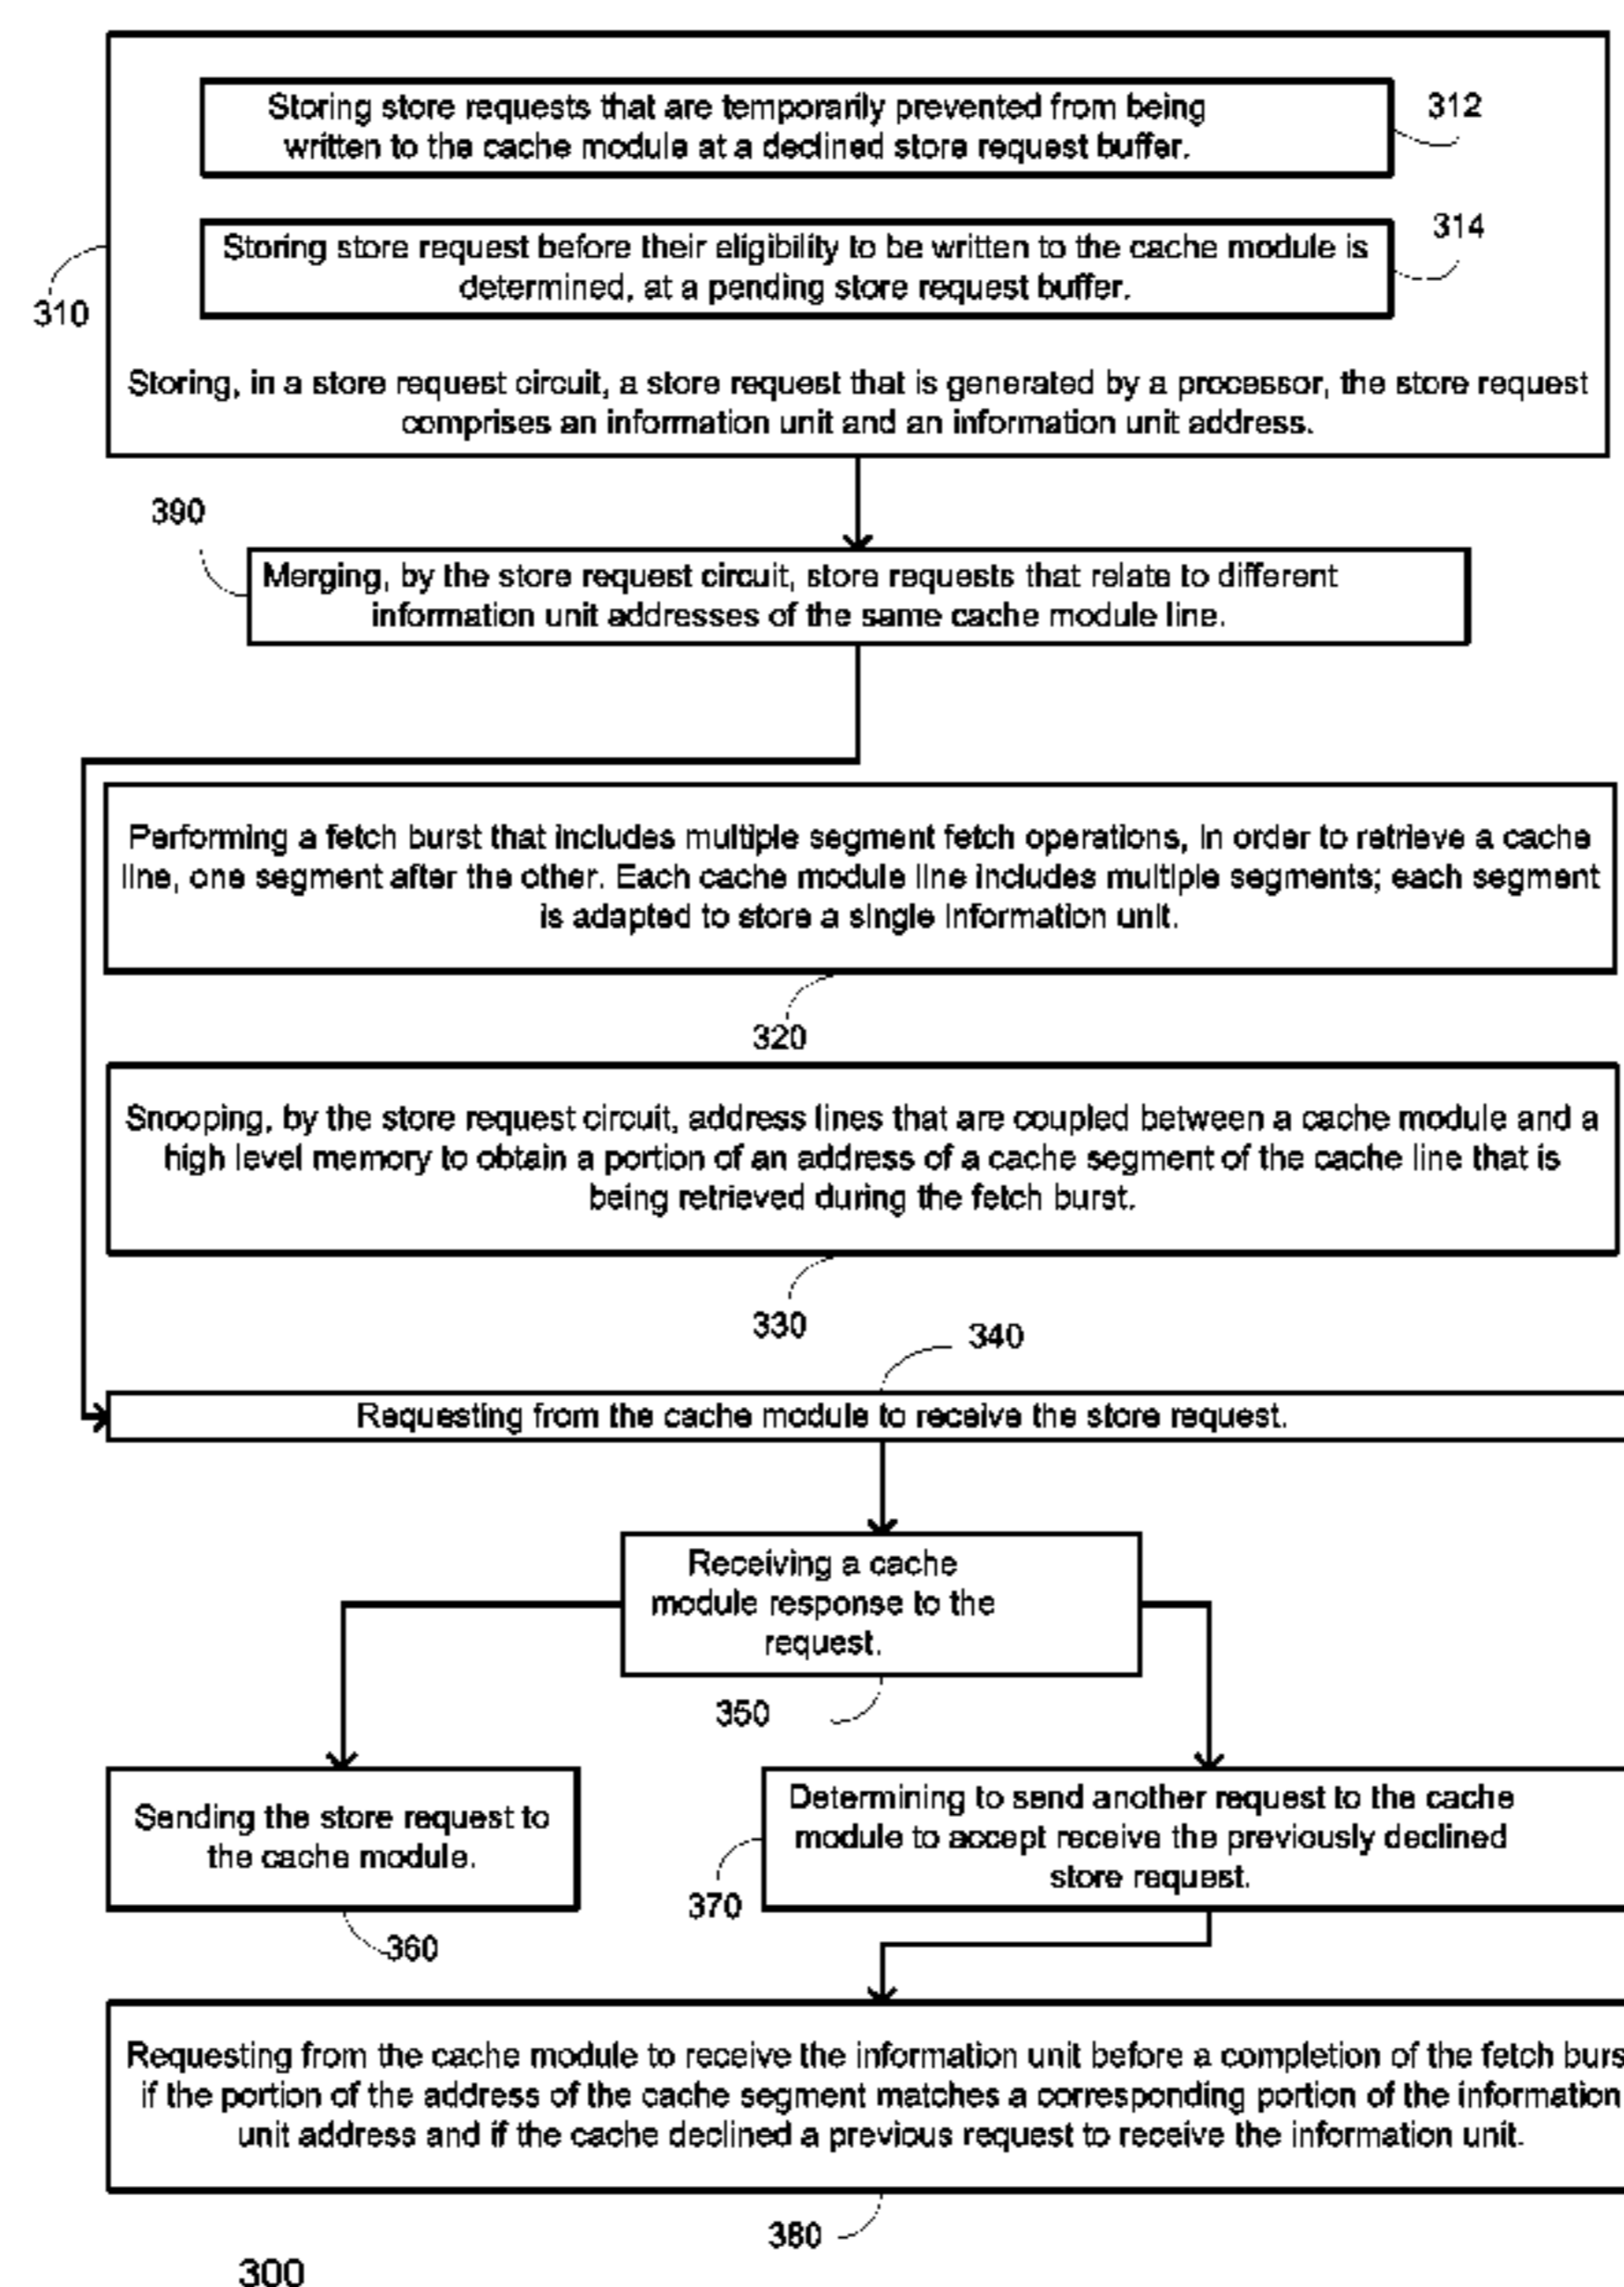 Storing store requests that are temporarily prevented from being
written to the cache module at a declined store request buffer.
312
Storing store request before their eligibility to be written to the cache module is
determined, at a pending store request buffer.
314
310
Storing, in a store request circuit, a store request that is generated by a processor, the store request
comprises an information unit and an information unit address.
390
Merging, by the store request circuit, store requests that relate to different
information unit addresses of the same cache module line.
Performing a fetch burst that includes multiple segment fetch operations, in order to retrieve a cache
line, one segment after the other. Each cache module line includes multiple segments; each segment
is adapted to store a single information unit.
320
Snooping, by the store request circuit, address lines that are coupled between a cache module and a
high level memory to obtain a portion of an address of a cache segment of the cache line that is
being retrieved during the fetch burst.
330
340
Requesting from the cache module to receive the store request.
Receiving a cache
module response to the
request.
350
Sending the store request to
the cache module.
360
Determining to send another request to the cache
module to accept receive the previously declined
store request.
370
Requesting from the cache module to receive the information unit before a completion of the fetch burs
if the portion of the address of the cache segment matches a corresponding portion of the information
unit address and if the cache declined a previous request to receive the information unit.
380
300